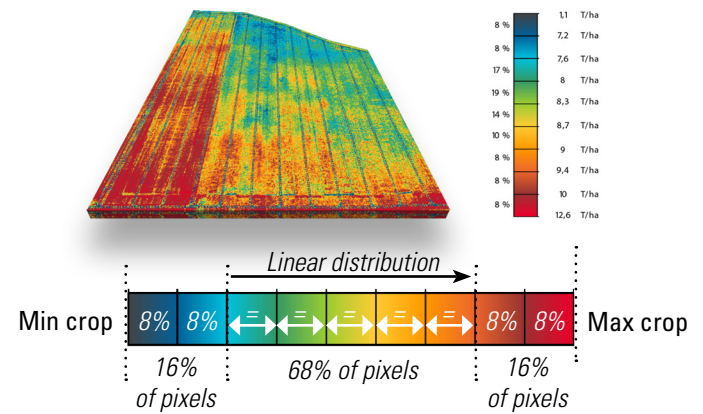 8 %
8 %
17 %
19 %
14 %
10 %
8 %
8 %
8 %
1,1 T/ha
7,2 T/ha
7,6 T/ha
8 T/ha
8,3 T/ha
8,7 T/ha
9 T/ha
9,4 T/ha
10 T/ha
12,6 T/ha
Linear distribution
Min crop 8% 8% = = = = = 8% 8% Max crop
16% of pixels
68% of pixels
16% of pixels